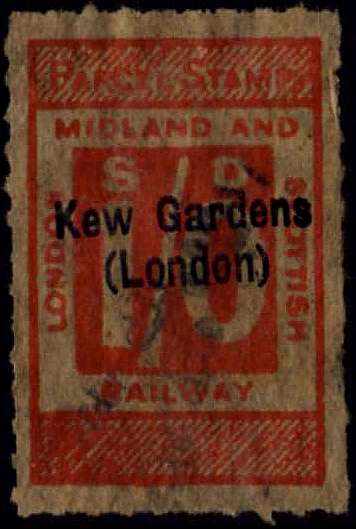 PARCEL STAMP
MIDLAND AND
S D
1/0
Kew Gardens
(London)
LONDON
SCOTTISH
RAILWAY